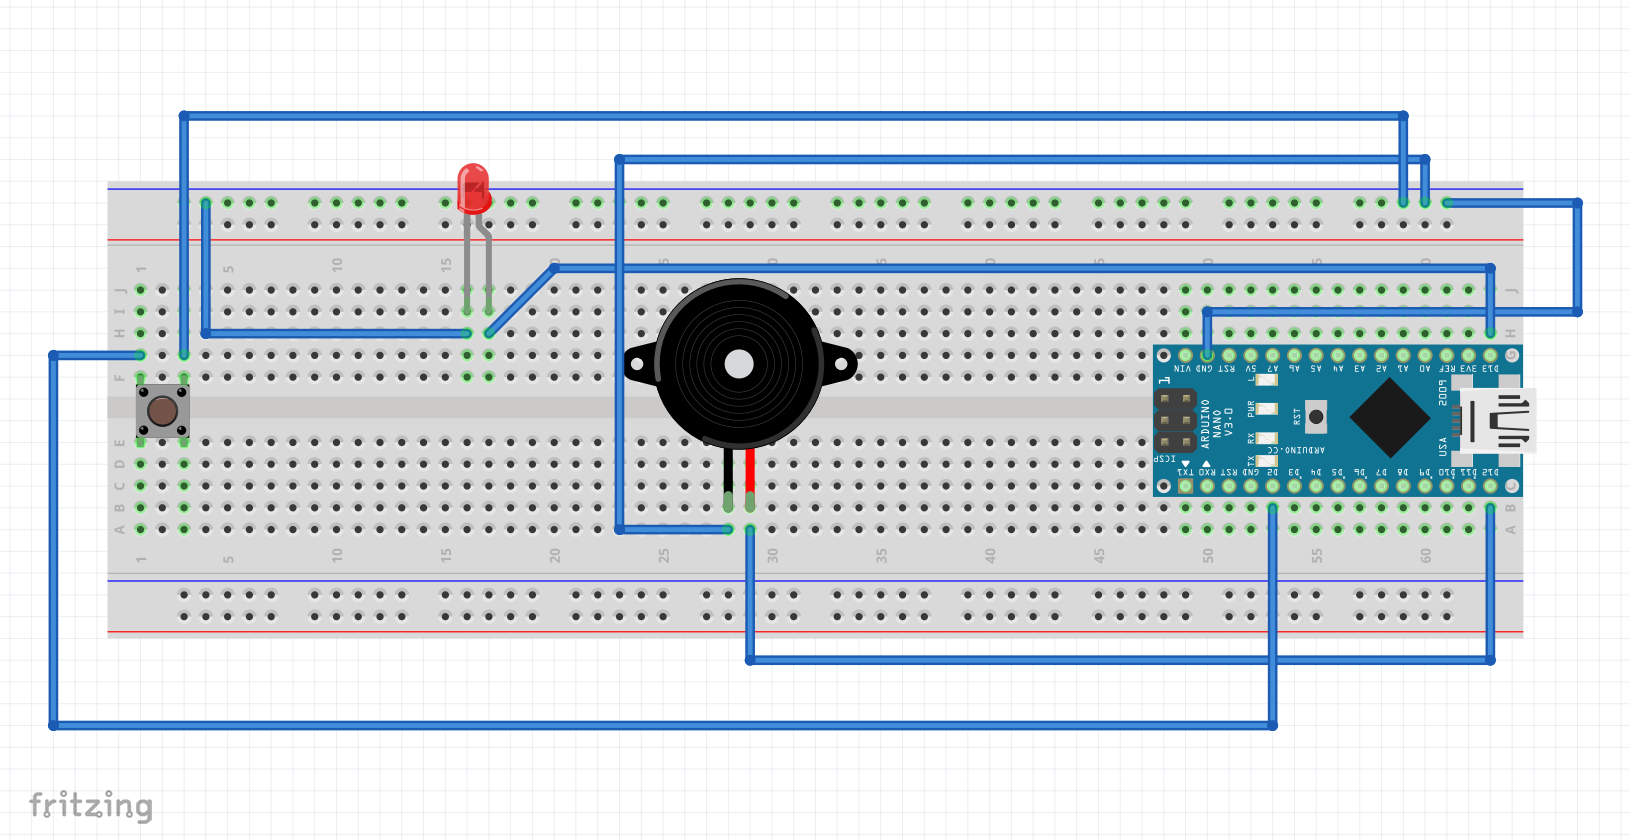 1 5 10 15 20 25 30 35 40 45 50 55 60
J J
I I
H H
G G
F F
VIN GND RST 5V A7 A6 A5 A4 A3 A2 A1 A0 REF 3V3 D13
L
PWR
RX
TX
RST
ARDUINO
NANO
V3.0
ICSP
ARDUINO.CC
USA
TX1 RX0 RST GND D2 D3 D4 D5 D6 D7 D8 D9 D10 D11 D12
E
D
C C
B B
A A
1 5 10 15 20 25 30 35 40 45 50 55 60
fritzing